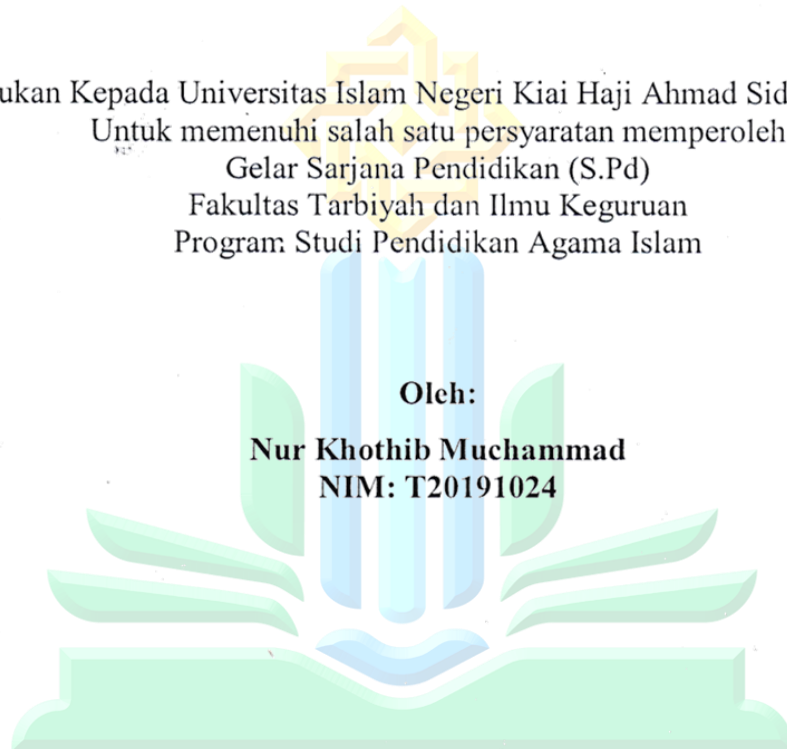 ukan Kepada Universitas Islam Negeri Kiai Haji Ahmad Sid
Untuk memenuhi salah satu persyaratan memperoleh
Gelar Sarjana Pendidikan (S.Pd)
Fakultas Tarbiyah dan Ilmu Keguruan
Program Studi Pendidikan Agama Islam
Oleh:
Nur Khothib Muchammad
NIM: T20191024